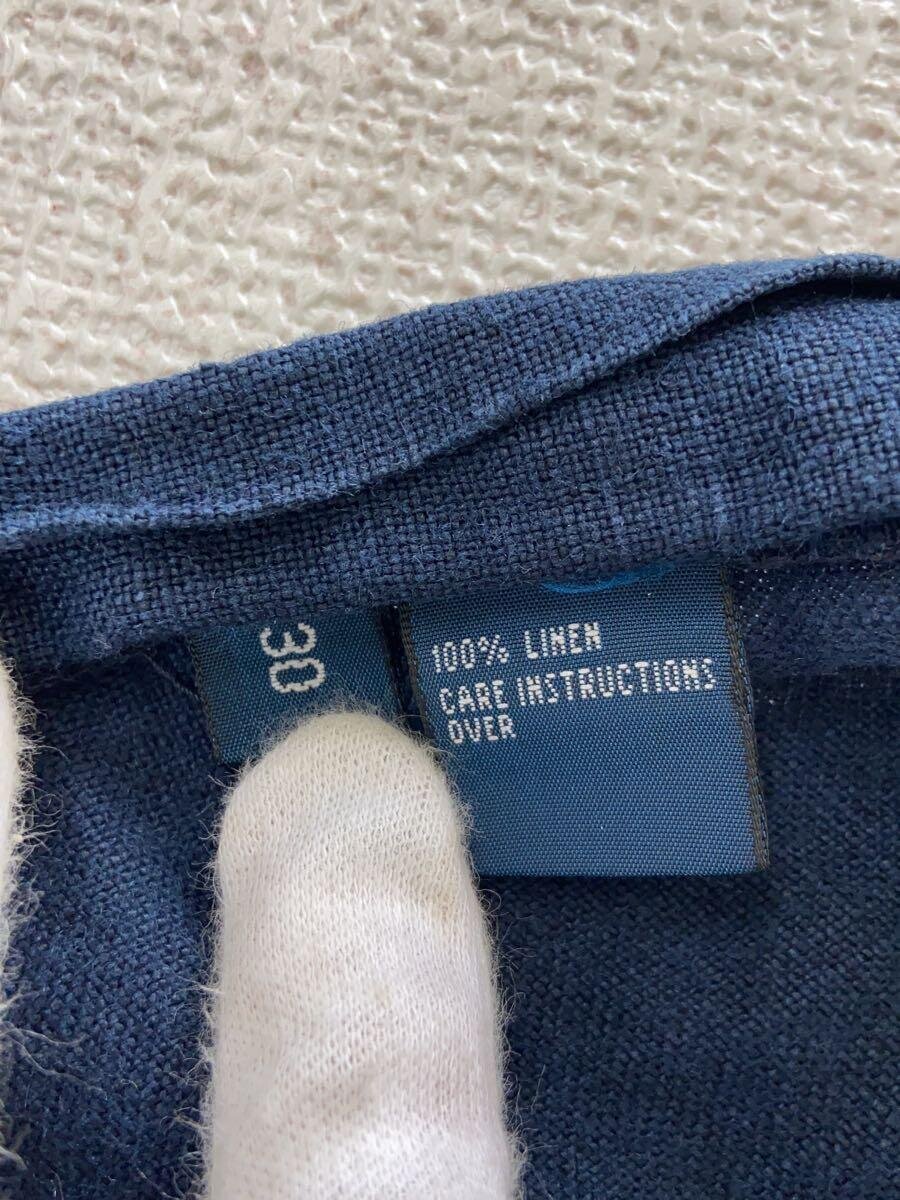 30
100% LINEN
CARE INSTRUCTIONS
OVER